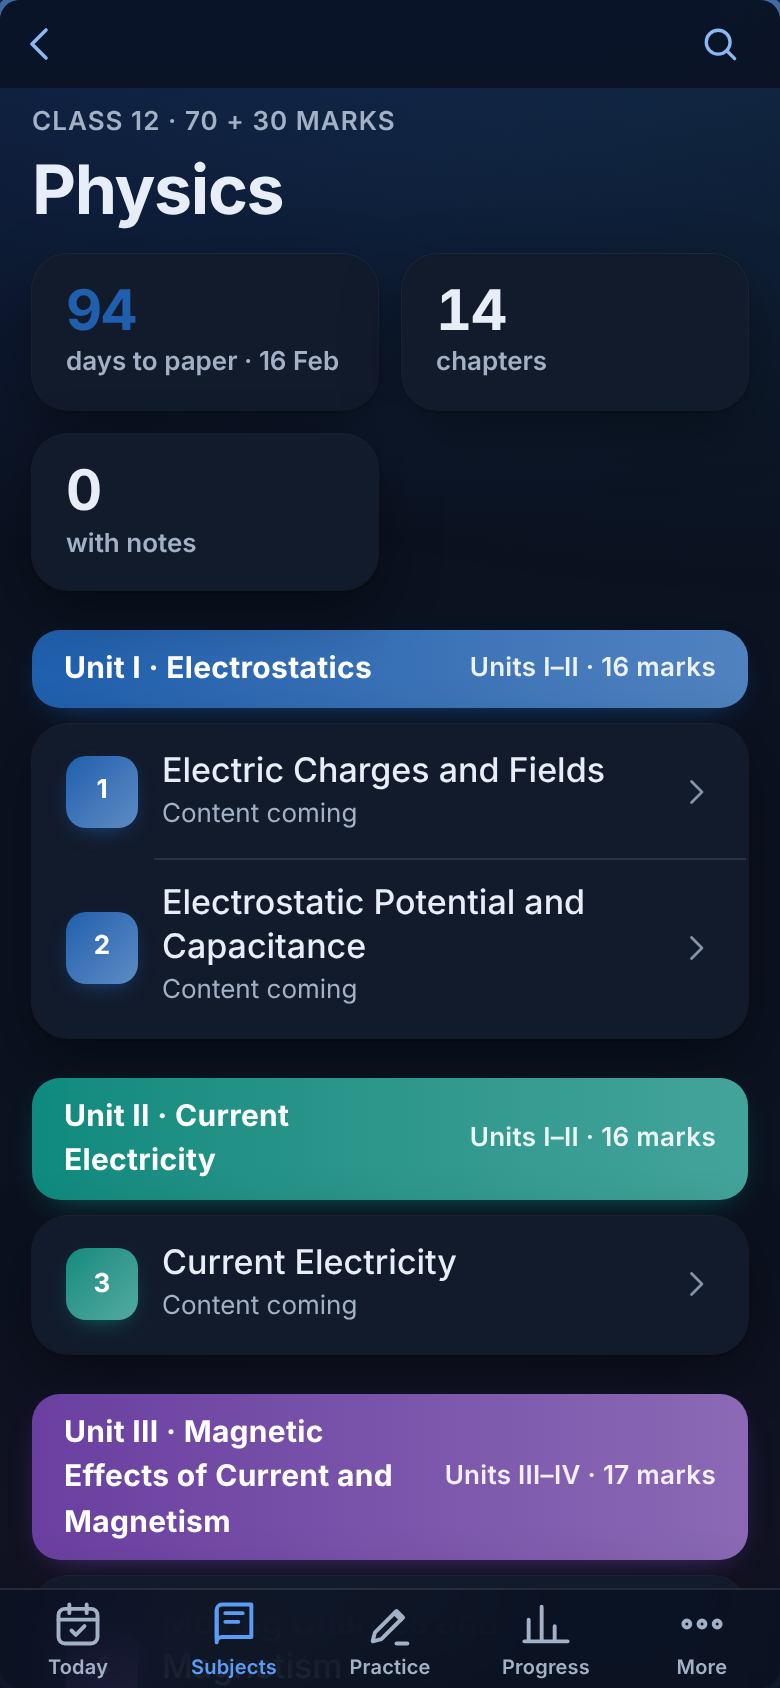 CLASS 12 · 70 + 30 MARKS
Physics
94
days to paper · 16 Feb
14
chapters
0
with notes
Unit I · Electrostatics
Units I–II · 16 marks
1
Electric Charges and Fields
Content coming
2
Electrostatic Potential and
Capacitance
Content coming
Unit II · Current
Electricity
Units I–II · 16 marks
3
Current Electricity
Content coming
Unit III · Magnetic
Effects of Current and
Magnetism
Units III–IV · 17 marks
Magnetism
Today
Subjects
Practice
Progress
More